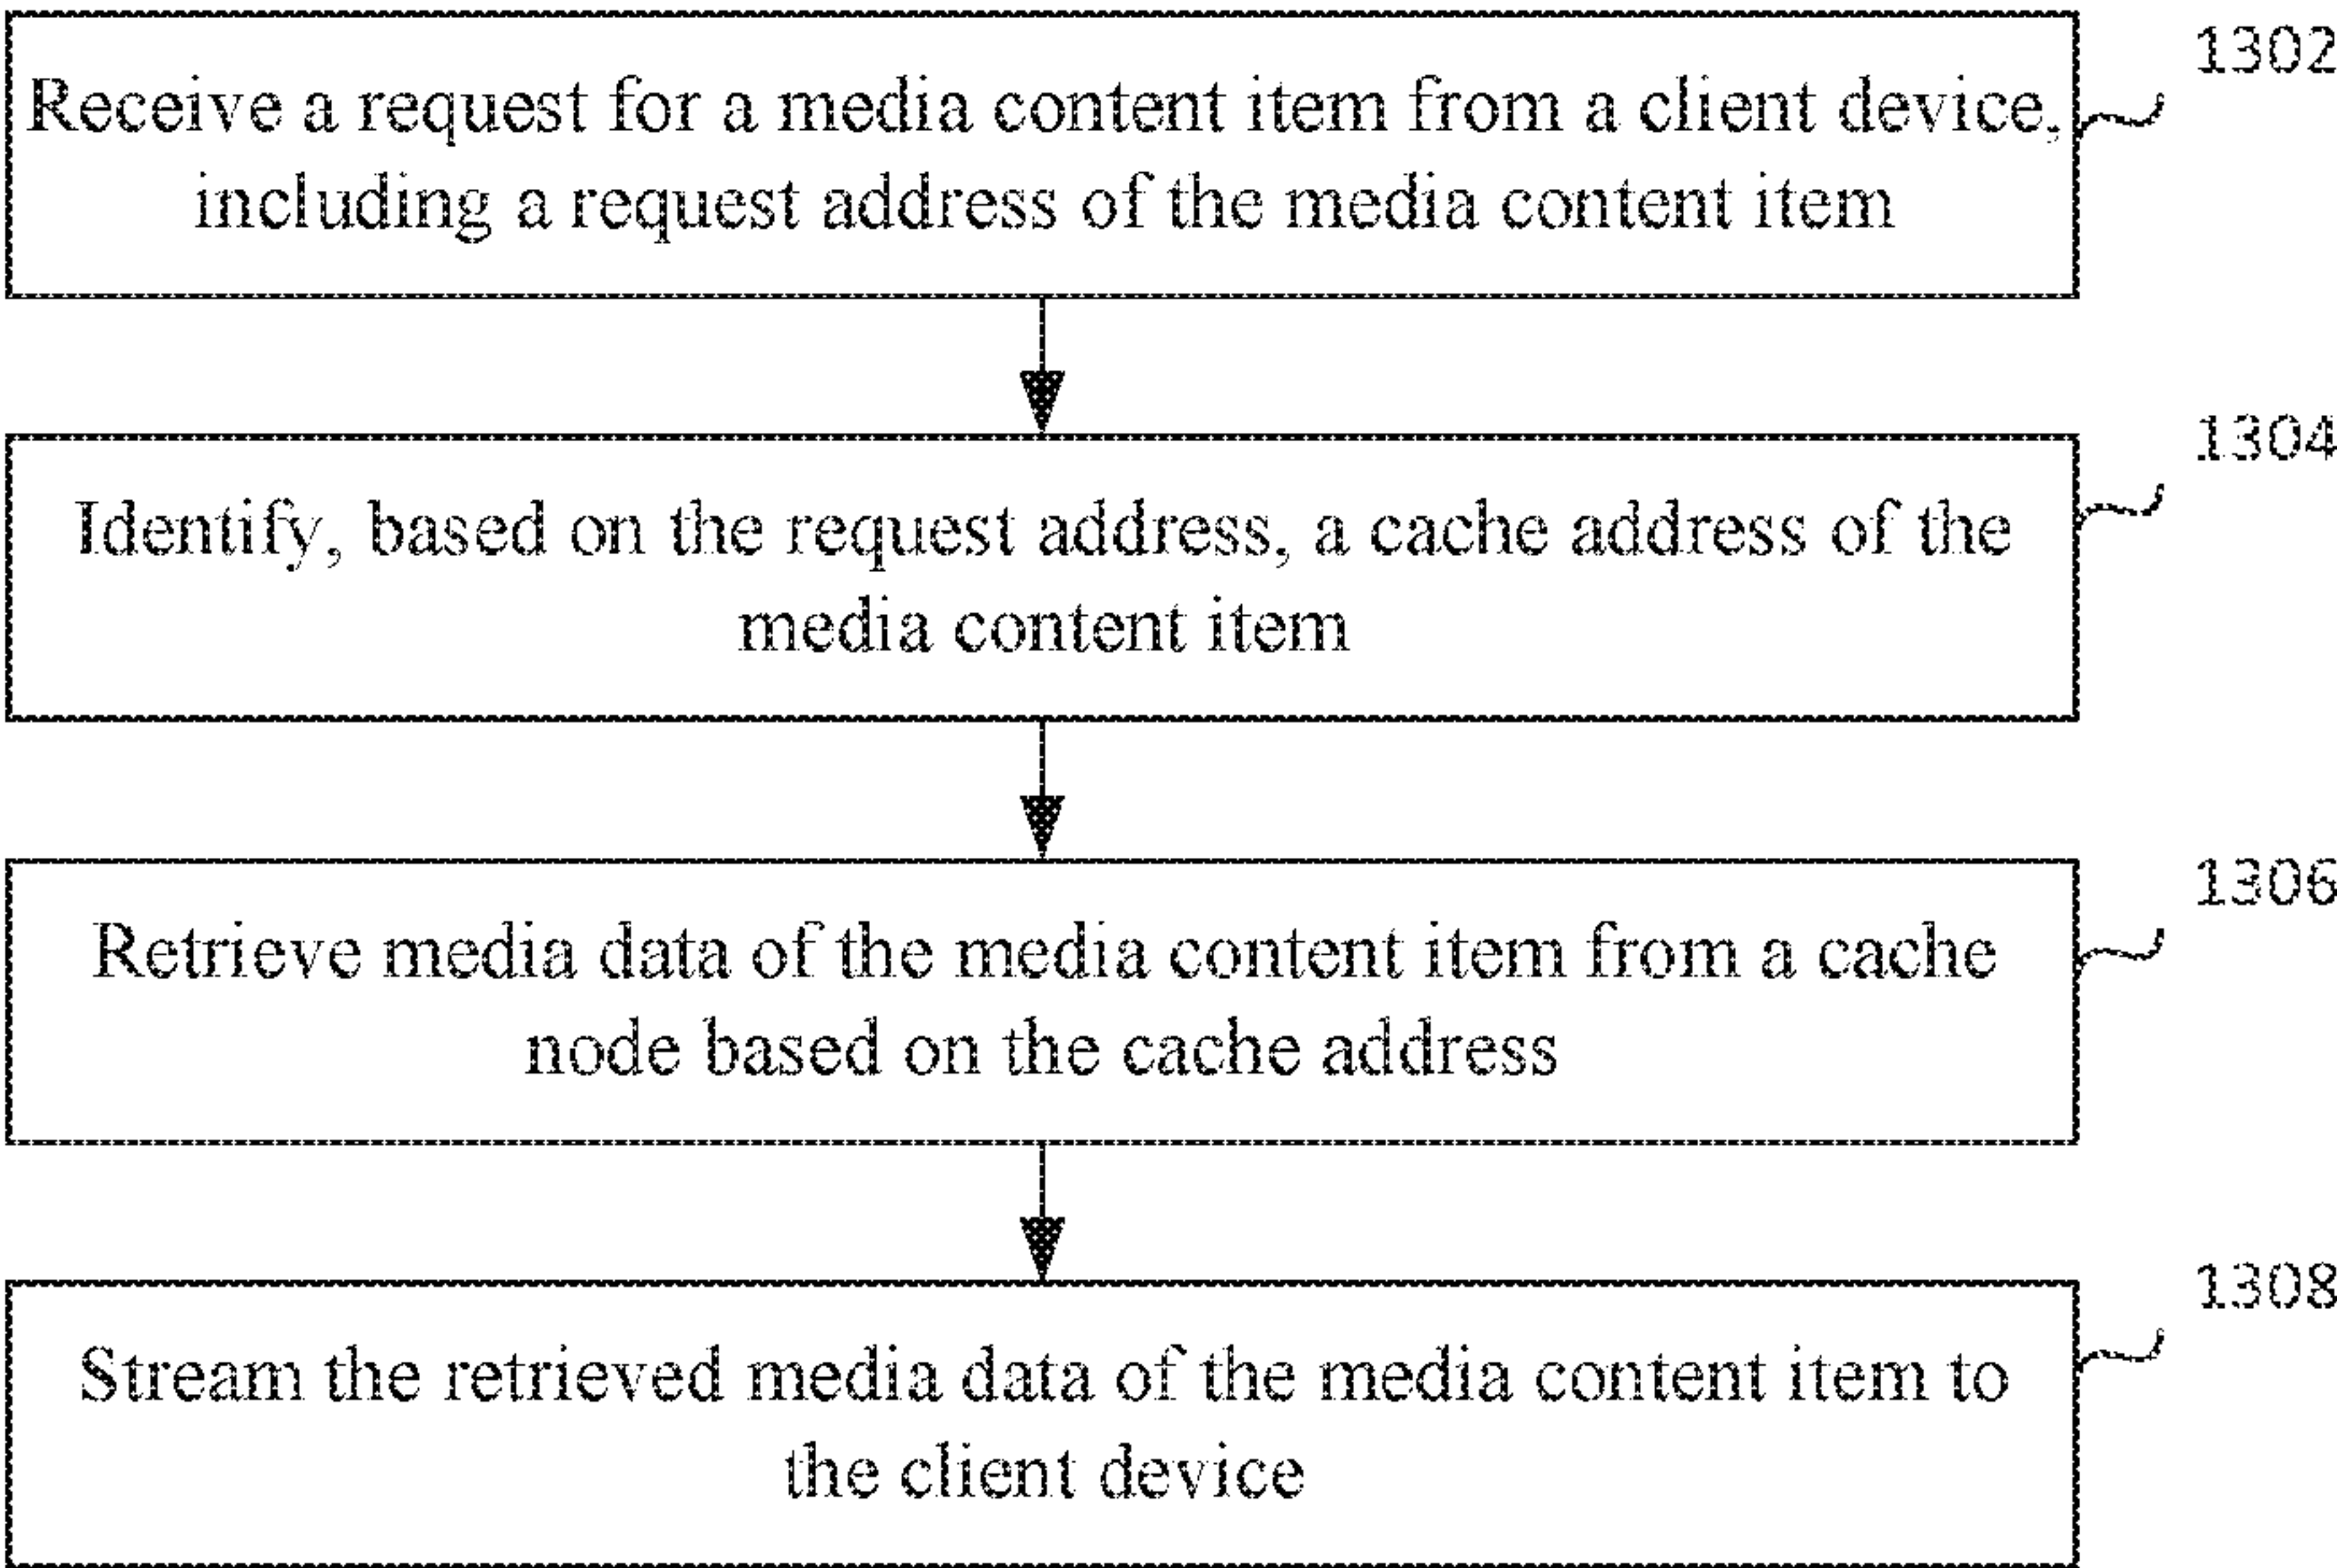 1302
Receive a request for a media content item from a client device,
including a request address of the media content item
1304
Identify, based on the request address, a cache address of the
media content item
1306
Retrieve media data of the media content item from a cache
node based on the cache address
1308
Stream the retrieved media data of the media content item to
the client device